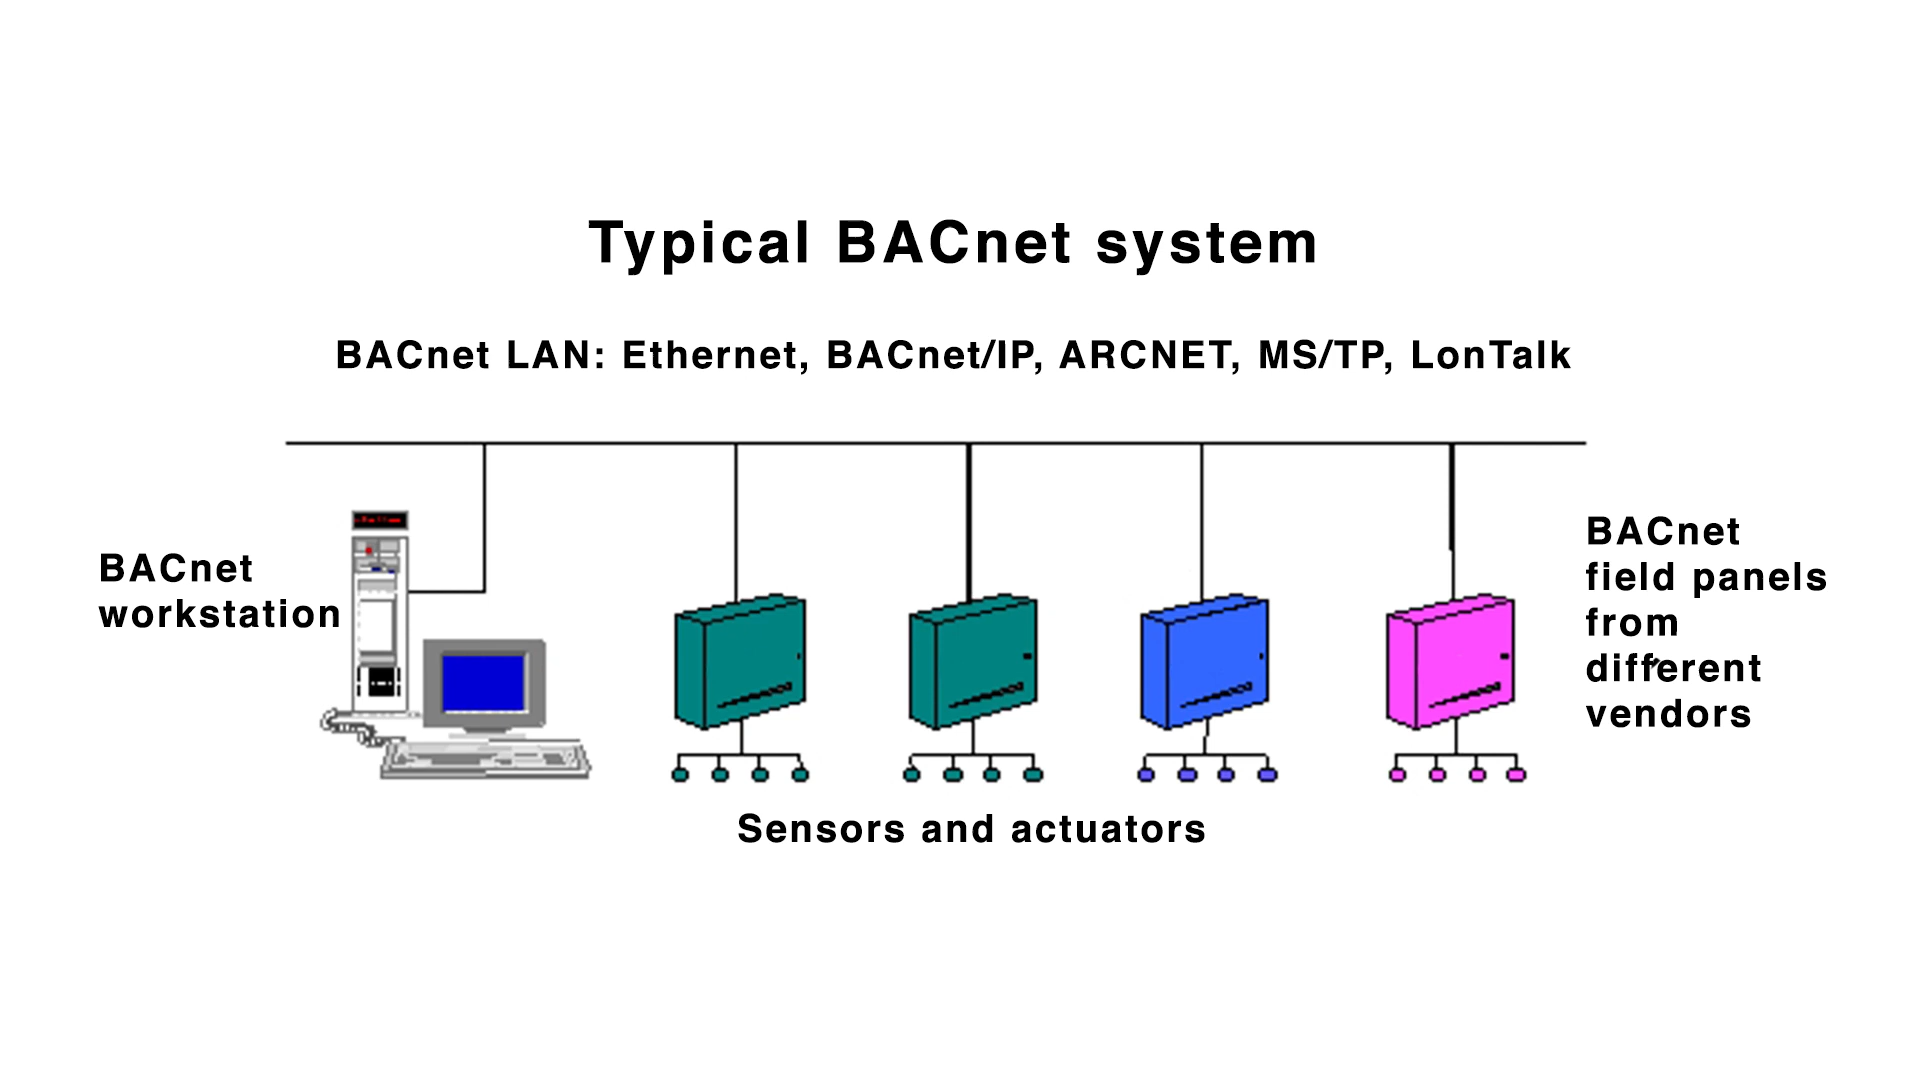 Typical BACnet system
BACnet LAN: Ethernet, BACnet/IP, ARCNET, MS/TP, LonTalk
BACnet
workstation
BACnet
field panels
from
different
vendors
Sensors and actuators